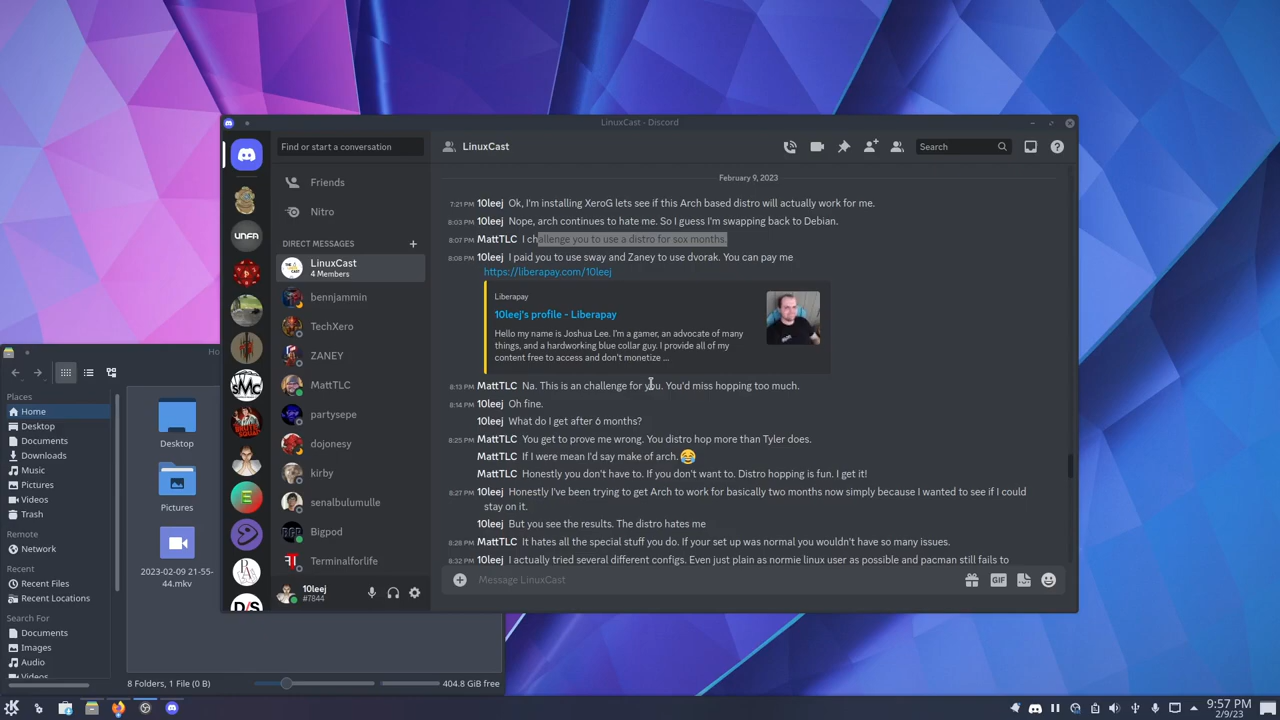 LinuxCast - Discord
Find or start a conversation
LinuxCast
Search
Friends
Nitro
DIRECT MESSAGES
LinuxCast
4 Members
bennjammin
TechXero
ZANEY
MattTLC
partysepe
dojonesy
kirby
senalbulumulle
Bigpod
Terminalforlife
10leej
#7844
UNFA
SMC
RA
D/S
February 9, 2023
7:21 PM 10leej Ok, I'm installing XeroG lets see if this Arch based distro will actually work for me.
8:03 PM 10leej Nope, arch continues to hate me. So I guess I'm swapping back to Debian.
8:07 PM MattTLC I challenge you to use a distro for sox months.
8:08 PM 10leej I paid you to use sway and Zaney to use dvorak. You can pay me
https://liberapay.com/10leej
Liberapay
10leej's profile - Liberapay
Hello my name is Joshua Lee. I'm a gamer, an advocate of many
things, and a hardworking blue collar guy. I provide all of my
content free to access and don't monetize ...
8:13 PM MattTLC Na. This is an challenge for you. You'd miss hopping too much.
8:14 PM 10leej Oh fine.
10leej What do I get after 6 months?
8:25 PM MattTLC You get to prove me wrong. You distro hop more than Tyler does.
MattTLC If I were mean I'd say make of arch. 😂
MattTLC Honestly you don't have to. If you don't want to. Distro hopping is fun. I get it!
8:27 PM 10leej Honestly I've been trying to get Arch to work for basically two months now simply because I wanted to see if I could
stay on it.
10leej But you see the results. The distro hates me
8:28 PM MattTLC It hates all the special stuff you do. If your set up was normal you wouldn't have so many issues.
8:32 PM 10leej I actually tried several different configs. Even just plain as normie linux user as possible and pacman still fails to
Message LinuxCast
GIF
Ho
Places
Home
Desktop
Documents
Downloads
Music
Pictures
Videos
Trash
Remote
Network
Recent
Recent Files
Recent Locations
Search For
Documents
Images
Audio
Videos
Desktop
Pictures
2023-02-09 21-55-
44.mkv
8 Folders, 1 File (0 B)
404.8 GiB free
9:57 PM
2/9/23